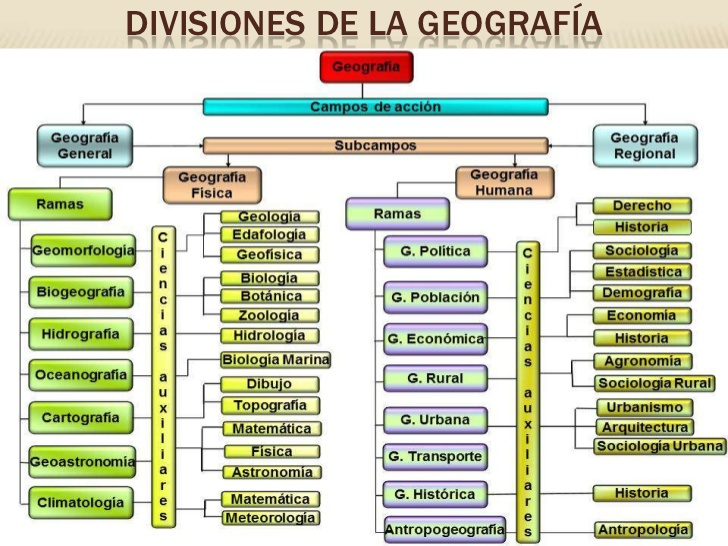 DIVISIONES DE LA GEOGRAFÍA
Geografía
Campos de acción
Geografía
General
Subcampos
Geografía
Regional
Geografía
Física
Geografía
Humana
Ramas
Geomorfología
Biogeografía
Hidrografía
Oceanografía
Cartografía
Geoastronomía
Climatología
Ciencias auxiliares
Geología
Edafología
Geofísica
Biología
Botánica
Zoología
Hidrología
Biología Marina
Dibujo
Topografía
Matemática
Física
Astronomía
Matemática
Meteorología
Ramas
G. Política
G. Población
G. Económica
G. Rural
G. Urbana
G. Transporte
G. Histórica
Antropogeografía
Ciencias auxiliares
Derecho
Historia
Sociología
Estadística
Demografía
Economía
Historia
Agronomía
Sociología Rural
Urbanismo
Arquitectura
Sociología Urbana
Historia
Antropología